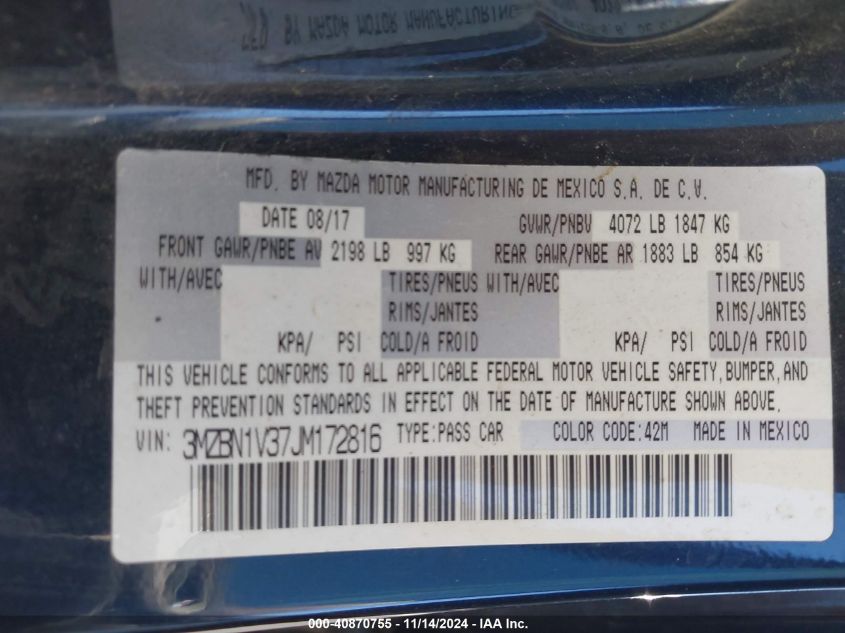 MFD. BY MAZDA MOTOR MANUFACTURING DE MEXICO S.A. DE C.V.
DATE 08/17 GVWR/PNBV 4072 LB 1847 KG
FRONT GAWR/PNBE AV 2198 LB 997 KG REAR GAWR/PNBE AR 1883 LB 854 KG
WITH/AVEC TIRES/PNEUS WITH/AVEC TIRES/PNEUS
RIMS/JANTES RIMS/JANTES
KPA/ PSI COLD/A FROID KPA/ PSI COLD/A FROID
THIS VEHICLE CONFORMS TO ALL APPLICABLE FEDERAL MOTOR VEHICLE SAFETY, BUMPER, AND
THEFT PREVENTION STANDARDS IN EFFECT ON THE DATE OF MANUFACTURE SHOWN ABOVE.
VIN: 3MZBN1V37JM172816 TYPE:PASS CAR COLOR CODE:42M MADE IN MEXICO
000-40870755 - 11/14/2024 - IAA Inc.